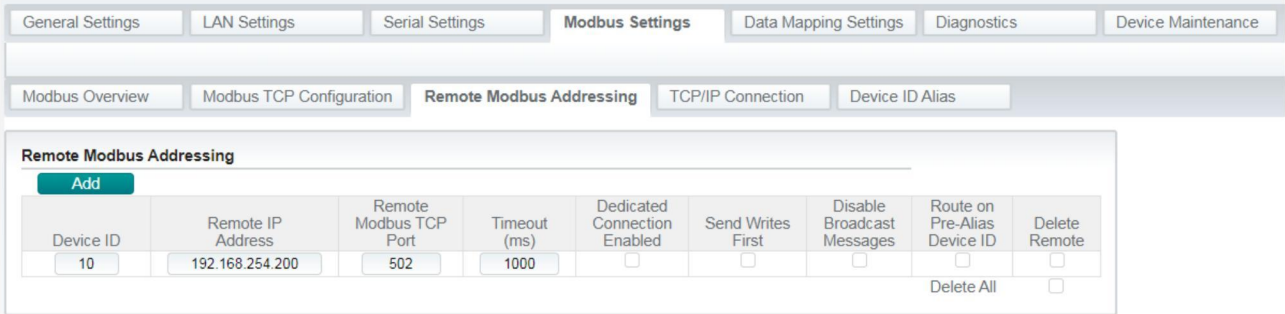 General Settings LAN Settings Serial Settings Modbus Settings Data Mapping Settings Diagnostics Device Maintenance
Modbus Overview Modbus TCP Configuration Remote Modbus Addressing TCP/IP Connection Device ID Alias
Remote Modbus Addressing
Add
Device ID
Remote IP
Address
Remote
Modbus TCP
Port
Timeout
(ms)
Dedicated
Connection
Enabled
Send Writes
First
Disable
Broadcast
Messages
Route on
Pre-Alias
Device ID
Delete
Remote
10 192.168.254.200 502 1000
Delete All